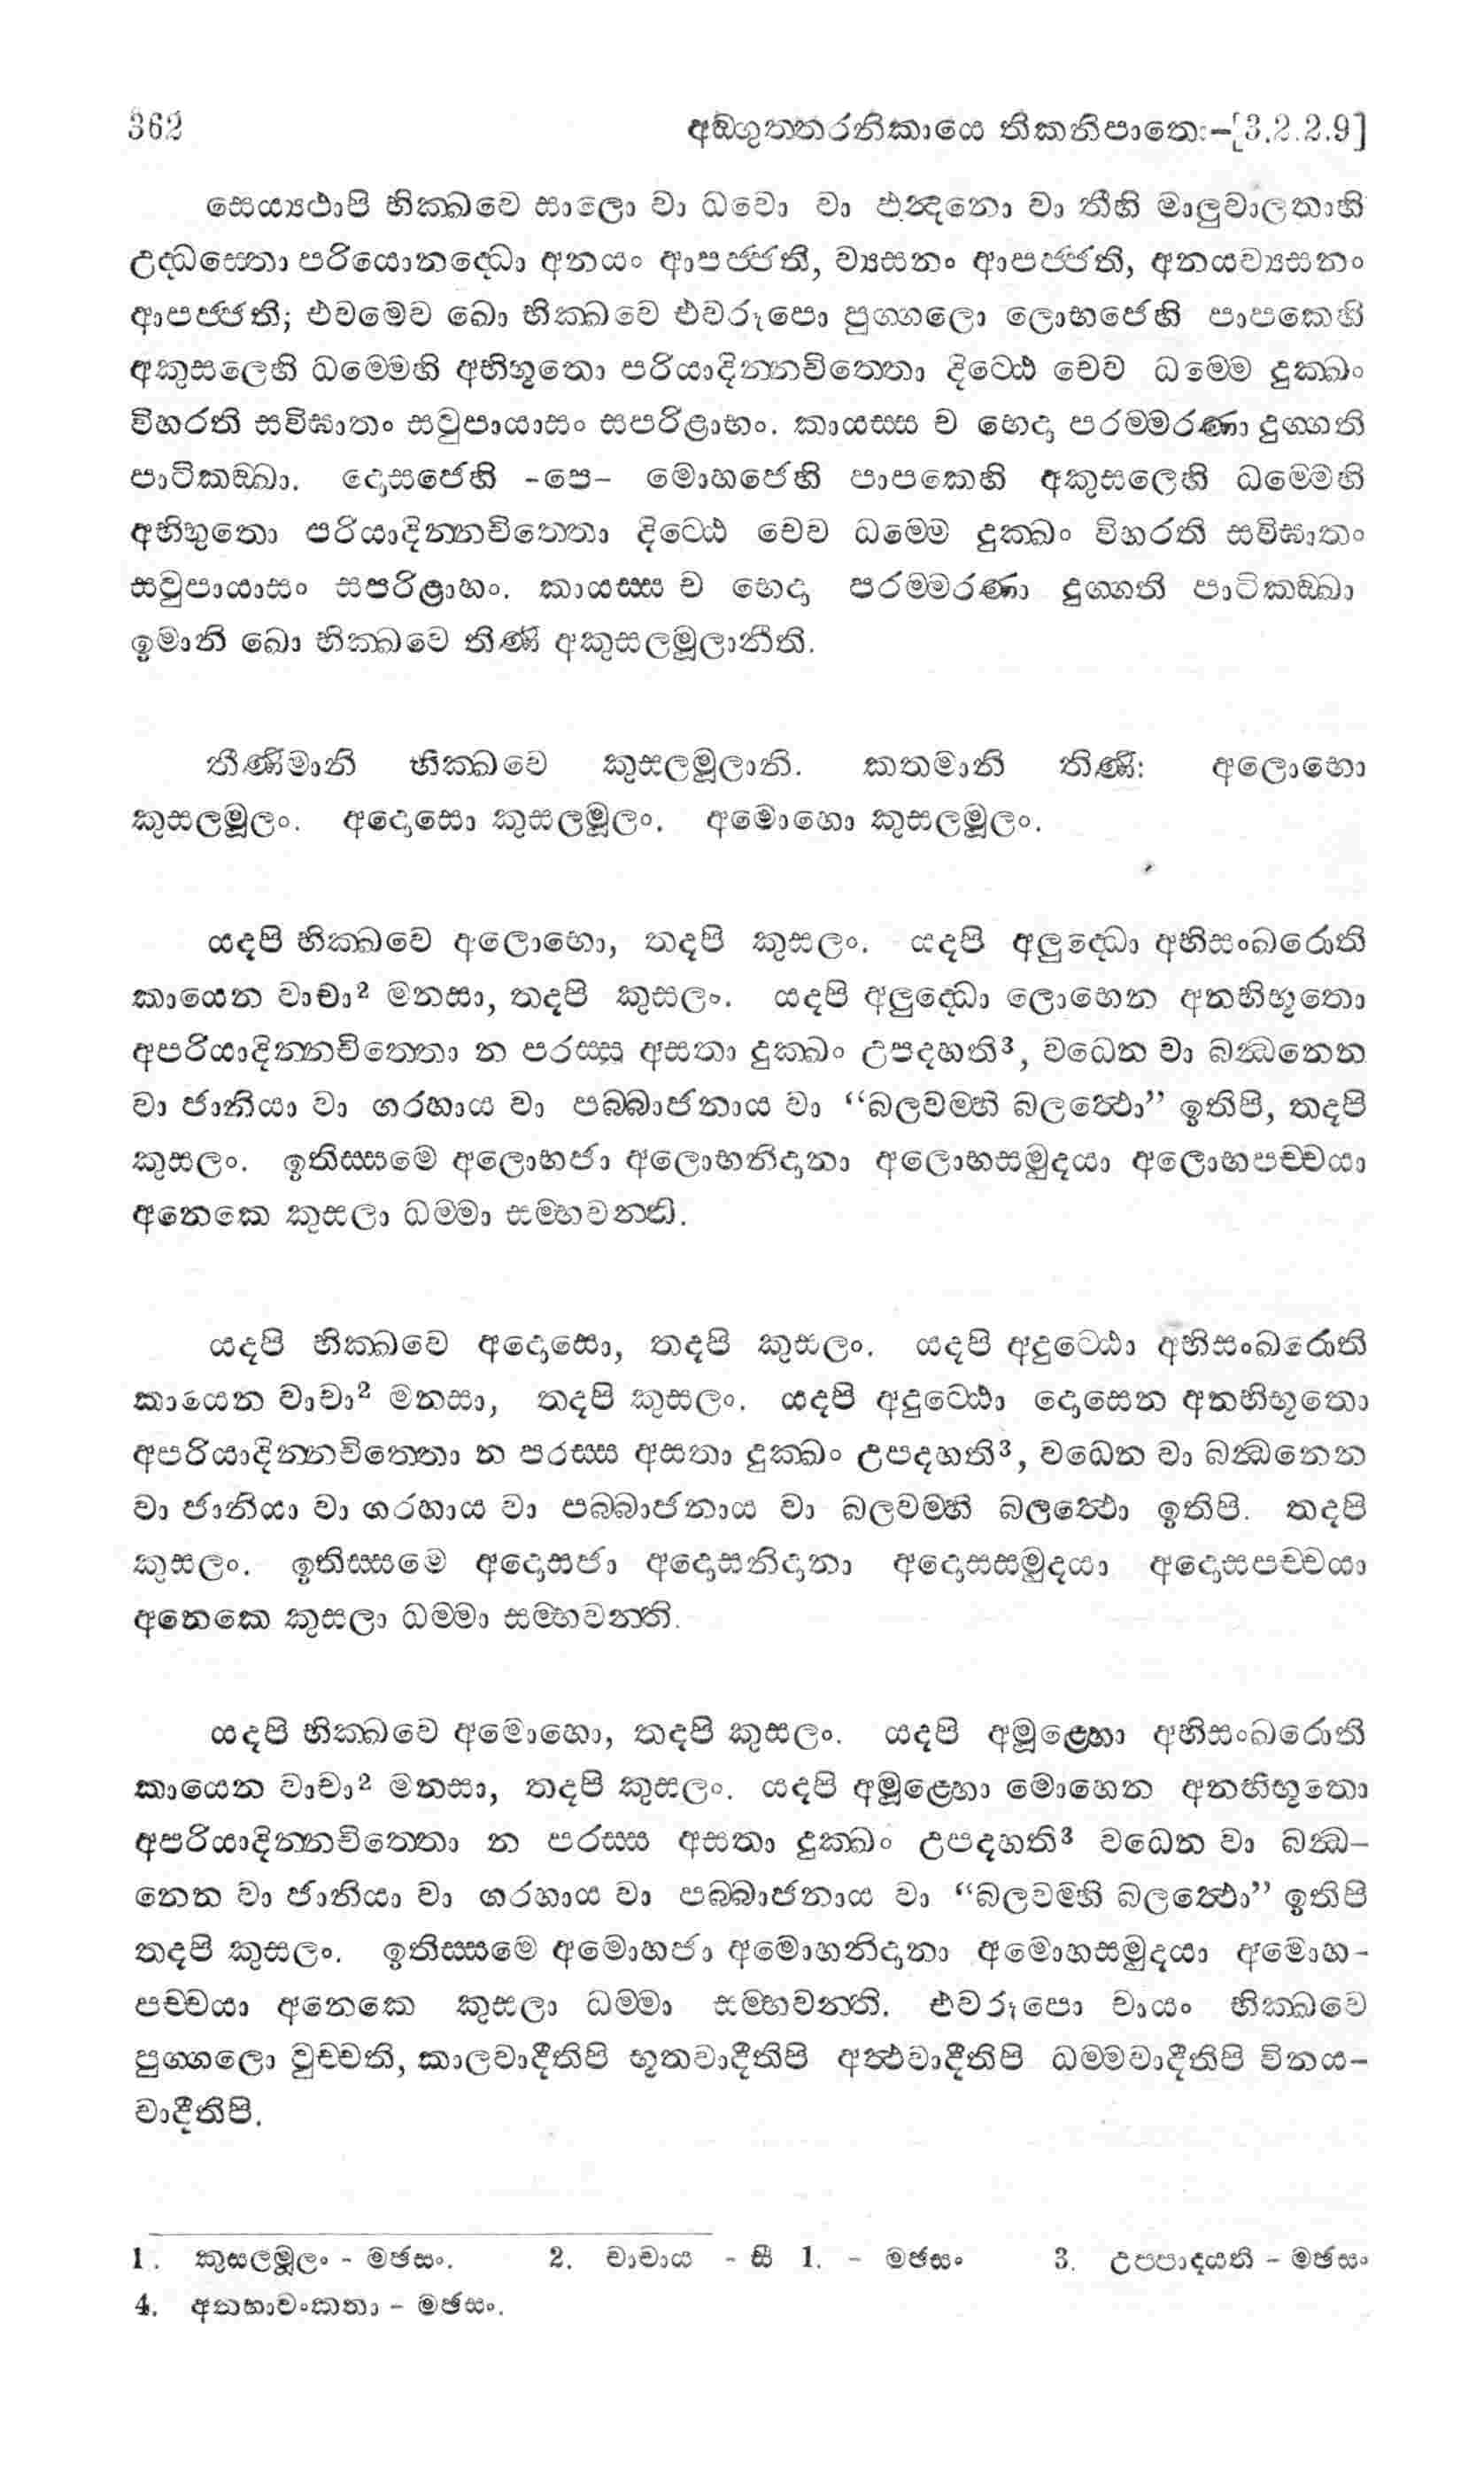 362 අඞ‍්ගුත‍්තරනිකායෙ තිකනිපාතෙ:-[3.2.2.9]
සෙය්‍යථාපි භික‍්ඛවෙ සාලො වා ධවො වා ඵන්‍දනො වා තීහි මාලුවාලතාහි
උද‍්ධස‍්තො පරියොනද‍්ධො අනයං ආපජ‍්ජති, ව්‍යසනං ආපජ‍්ජති, අනයව්‍යසනං
ආපජ‍්ජති; එවමෙව ඛො භික‍්ඛවෙ එවරූපො පුග‍්ගලො ලොභජෙහි පාපකෙහි
අකුසලෙහි ධම‍්මෙහි අභිභූතො පරියාදින‍්නචිත‍්තො දිට‍්ඨෙ චෙව ධම‍්මෙ දුක‍්ඛං
විහරති සවිඝාතං සවුපායාසං සපරිළාහං. කායස‍්ස ච භෙදා පරම‍්මරණා දුග‍්ගති
පාටිකඞ‍්ඛා. දොසජෙහි -පෙ- මොහජෙහි පාපකෙහි අකුසලෙහි ධම‍්මෙහි
අභිභුතො පරියාදින‍්නචිත‍්තො දිට‍්ඨෙ චෙව ධම‍්මෙ දුක‍්ඛං විහරති සවිඝාතං
සවුපායාසං සපරිළාහං. කායස‍්ස ච භෙදා පරම‍්මරණා දුග‍්ගති පාටිකඞ‍්ඛා
ඉමානි ඛො භික‍්ඛවෙ තිණි අකුසලමූලානීති.
තීණිමානි භික‍්ඛවෙ කුසලමූලානි. කතමානි තිණි: අලොභො
කුසලමූලං. අදොසො කුසලමූලං. අමොහො කුසලමූලං.
යදපි භික‍්ඛවෙ අලොභො, තදපි කුසලං. යදපි අලුද‍්ධො අභිසංඛරොති
කායෙන වාචා² මනසා, තදපි කුසලං. යදපි අලුද‍්ධො ලොභෙන අනභිභූතො
අපරියාදින‍්නචිත‍්තො න පරස‍්ස අසතා දුක‍්ඛං උපදහති³, වධෙන වා බන්‍ධනෙන
වා ජානියා වා ගරහාය වා පබ‍්බාජනාය වා “බලවම්හි බලත්‍ථො” ඉතිපි, තදපි
කුසලං. ඉතිස‍්සමෙ අලොභජා අලොභනිදානා අලොභසමුදයා අලොභපච‍්චයා
අනෙකෙ කුසලා ධම‍්මා සම‍්භවන‍්ති.
යදපි භික‍්ඛවෙ අදොසො, තදපි කුසලං. යදපි අදුට‍්ඨො අභිසංඛරොති
කායෙන වාචා² මනසා, තදපි කුසලං. යදපි අදුට‍්ඨො දොසෙන අනභිභූතො
අපරියාදින‍්නචිත‍්තො න පරස‍්ස අසතා දුක‍්ඛං උපදහති³, වධෙන වා බන්‍ධනෙන
වා ජානියා වා ගරහාය වා පබ‍්බාජනාය වා බලවම්හි බලත්‍ථො ඉතිපි. තදපි
කුසලං. ඉතිස‍්සමෙ අදොසජා අදොසනිදානා අදොසසමුදයා අදොසපච‍්චයා
අනෙකෙ කුසලා ධම‍්මා සම‍්භවන‍්ති.
යදපි භික‍්ඛවෙ අමොහො, තදපි කුසලං. යදපි අමූළ‍්හො අභිසංඛරොති
කායෙන වාචා² මනසා, තදපි කුසලං. යදපි අමූළ‍්හො මොහෙන අනභිභූතො
අපරියාදින‍්නචිත‍්තො න පරස‍්ස අසතා දුක‍්ඛං උපදහති³ වධෙන වා බන්‍ධ-
නෙන වා ජානියා වා ගරහාය වා පබ‍්බාජනාය වා “බලවම්හි බලත්‍ථො” ඉතිපි
තදපි කුසලං. ඉතිස‍්සමෙ අමොහජා අමොහනිදානා අමොහසමුදයා අමොහ-
පච‍්චයා අනෙකෙ කුසලා ධම‍්මා සම‍්භවන‍්ති. එවරූපො චායං භික‍්ඛවෙ
පුග‍්ගලො වුච‍්චති, කාලවාදීතිපි භූතවාදීතිපි අත්‍ථවාදීතිපි ධම‍්මවාදීතිපි විනය-
වාදීතිපි.
1. කුසලමූලං - මඡසං. 2. වාචාය - සී 1. - මඡසං 3. උපපාදයති - මඡසං
4. අනභාවංකතා - මඡසං.